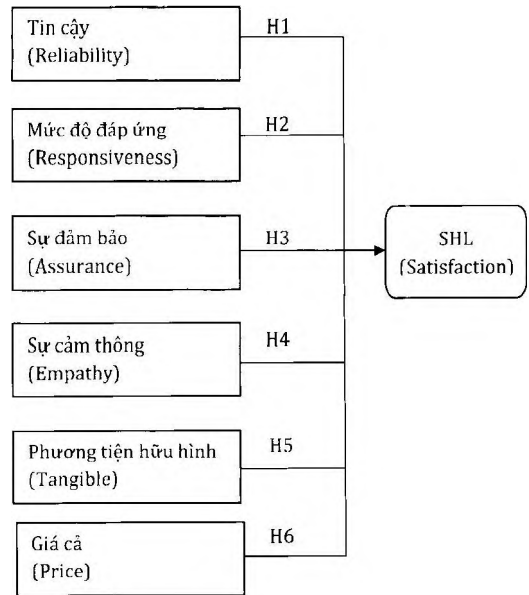 Tin cậy
(Reliability)
H1
Mức độ đáp ứng
(Responsiveness)
H2
Sự đảm bảo
(Assurance)
H3
SHL
(Satisfaction)
Sự cảm thông
(Empathy)
H4
Phương tiện hữu hình
(Tangible)
H5
Giá cả
(Price)
H6